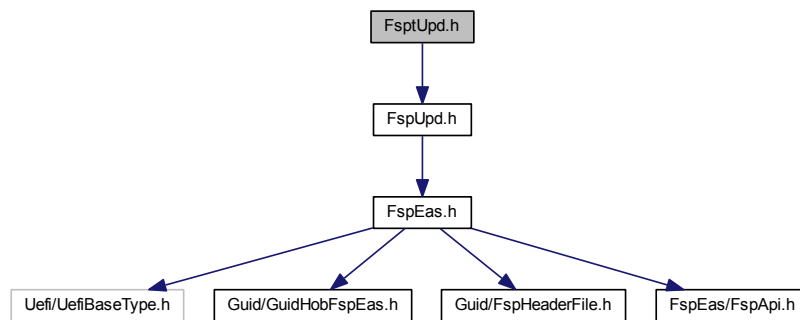 FsptUpd.h
FspUpd.h
FspEas.h
Uefi/UefiBaseType.h
Guid/GuidHobFspEas.h
Guid/FspHeaderFile.h
FspEas/FspApi.h